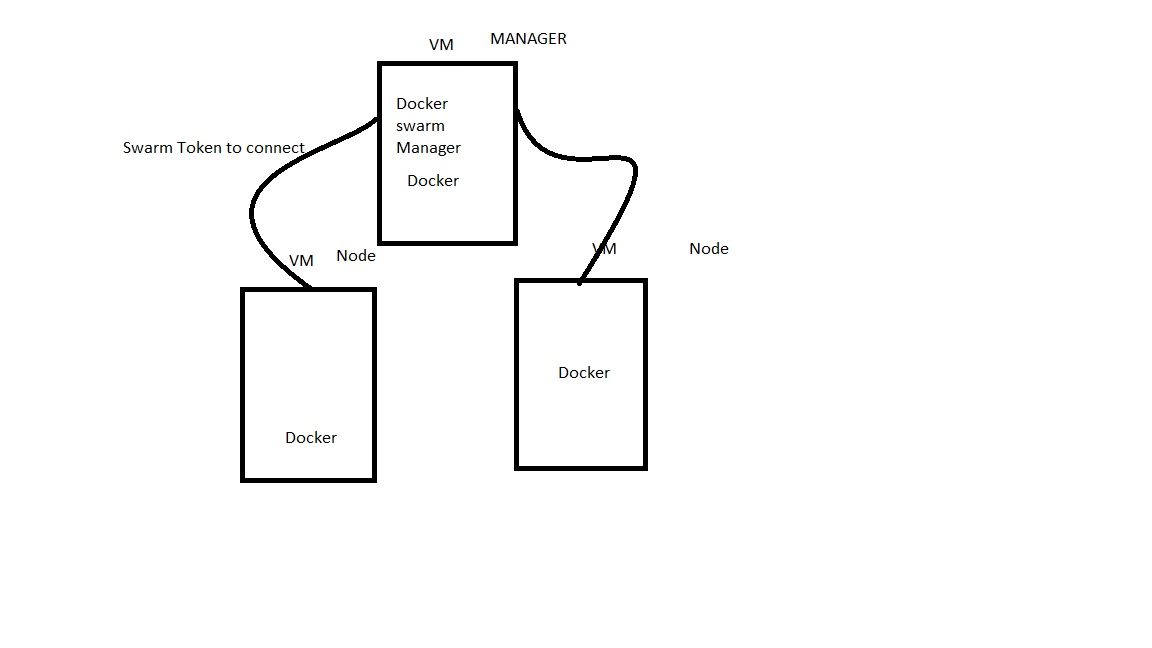 VM
MANAGER
Docker
swarm
Manager
Docker
Swarm Token to connect
VM
Node
VM
Node
Docker
Docker